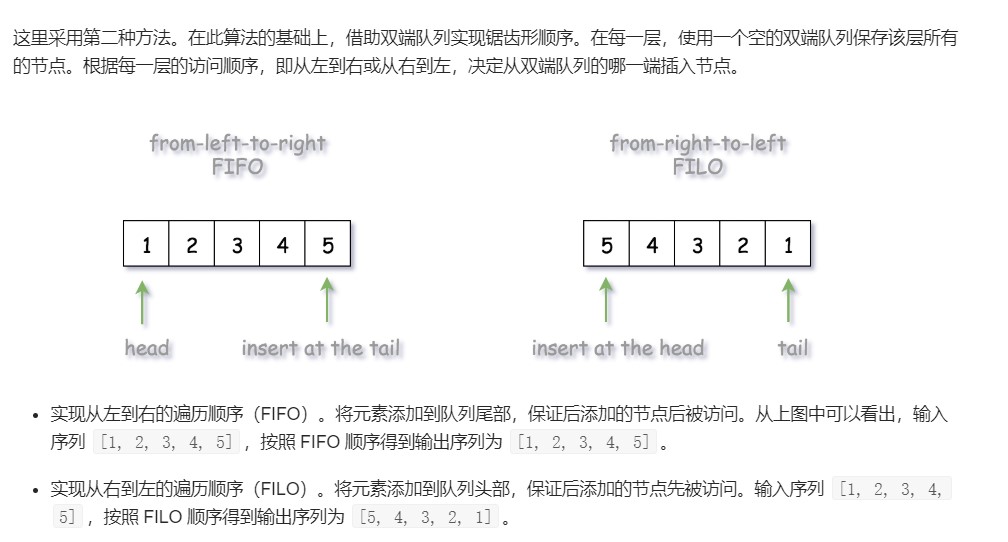 这里采用第二种方法。在此算法的基础上，借助双端队列实现锯齿形顺序。在每一层，使用一个空的双端队列保存该层所有
的节点。根据每一层的访问顺序，即从左到右或从右到左，决定从双端队列的哪一端插入节点。
from-left-to-right
FIFO
1 2 3 4 5
head
insert at the tail
from-right-to-left
FILO
5 4 3 2 1
insert at the head
tail
• 实现从左到右的遍历顺序（FIFO）。将元素添加到队列尾部，保证后添加的节点后被访问。从上图中可以看出，输入
序列 [1, 2, 3, 4, 5] ，按照 FIFO 顺序得到输出序列为 [1, 2, 3, 4, 5] 。
• 实现从右到左的遍历顺序（FILO）。将元素添加到队列头部，保证后添加的节点先被访问。输入序列 [1, 2, 3, 4,
5] ，按照 FILO 顺序得到输出序列为 [5, 4, 3, 2, 1] 。